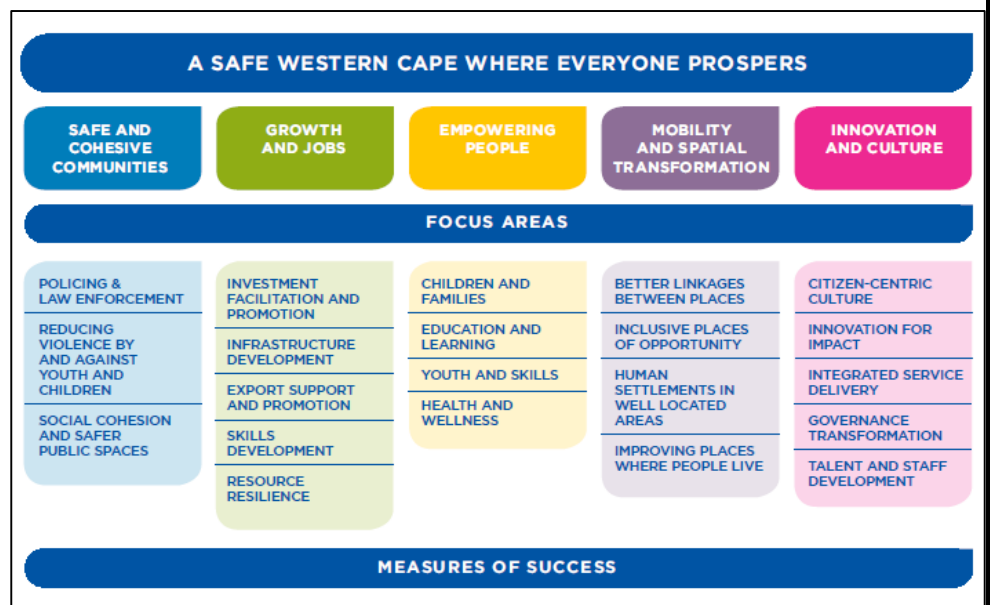 A SAFE WESTERN CAPE WHERE EVERYONE PROSPERS
SAFE AND
COHESIVE
COMMUNITIES
GROWTH
AND JOBS
EMPOWERING
PEOPLE
MOBILITY
AND SPATIAL
TRANSFORMATION
INNOVATION
AND CULTURE
FOCUS AREAS
POLICING &
LAW ENFORCEMENT
REDUCING
VIOLENCE BY
AND AGAINST
YOUTH AND
CHILDREN
SOCIAL COHESION
AND SAFER
PUBLIC SPACES
INVESTMENT
FACILITATION AND
PROMOTION
INFRASTRUCTURE
DEVELOPMENT
EXPORT SUPPORT
AND PROMOTION
SKILLS
DEVELOPMENT
RESOURCE
RESILIENCE
CHILDREN AND
FAMILIES
EDUCATION AND
LEARNING
YOUTH AND SKILLS
HEALTH AND
WELLNESS
BETTER LINKAGES
BETWEEN PLACES
INCLUSIVE PLACES
OF OPPORTUNITY
HUMAN
SETTLEMENTS IN
WELL LOCATED
AREAS
IMPROVING PLACES
WHERE PEOPLE LIVE
CITIZEN-CENTRIC
CULTURE
INNOVATION FOR
IMPACT
INTEGRATED SERVICE
DELIVERY
GOVERNANCE
TRANSFORMATION
TALENT AND STAFF
DEVELOPMENT
MEASURES OF SUCCESS